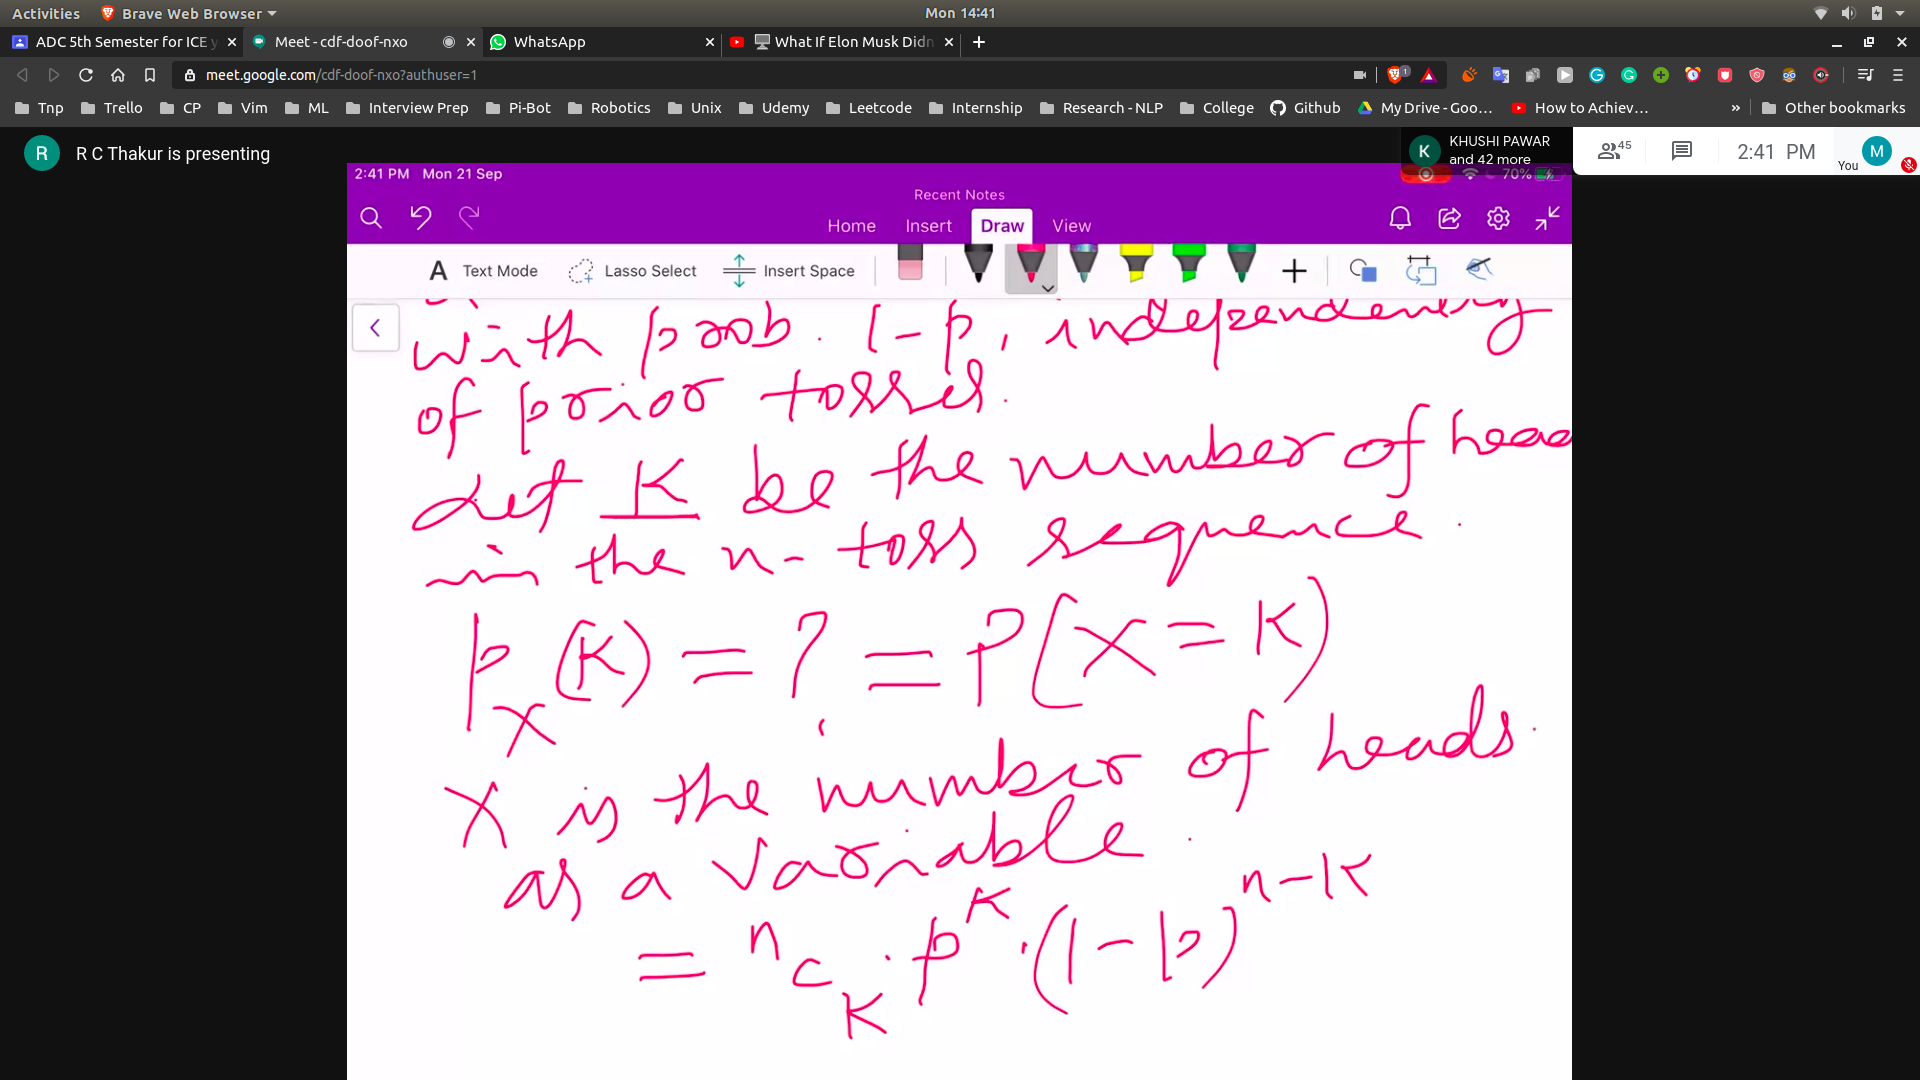 Activities Brave Web Browser Mon 14:41
ADC 5th Semester for ICE y Meet - cdf-doof-nxo WhatsApp What If Elon Musk Didn
meet.google.com/cdf-doof-nxo?authuser=1 1
Tnp Trello CP Vim ML Interview Prep Pi-Bot Robotics Unix Udemy Leetcode Internship Research - NLP College Github My Drive - Goo… How to Achiev… » Other bookmarks
R R C Thakur is presenting K KHUSHI PAWAR and 42 more 45 2:41 PM You M
2:41 PM Mon 21 Sep 70%
Recent Notes
Home Insert Draw View
A Text Mode Lasso Select Insert Space
with prob. 1-p, independently
of prior tosses.
Let K be the number of head
in the n-toss sequence.
p_X(K) = ? = P(X = K)
X is the number of heads.
as a variable.
= ⁿC_K · p^K · (1-p)^{n-K}